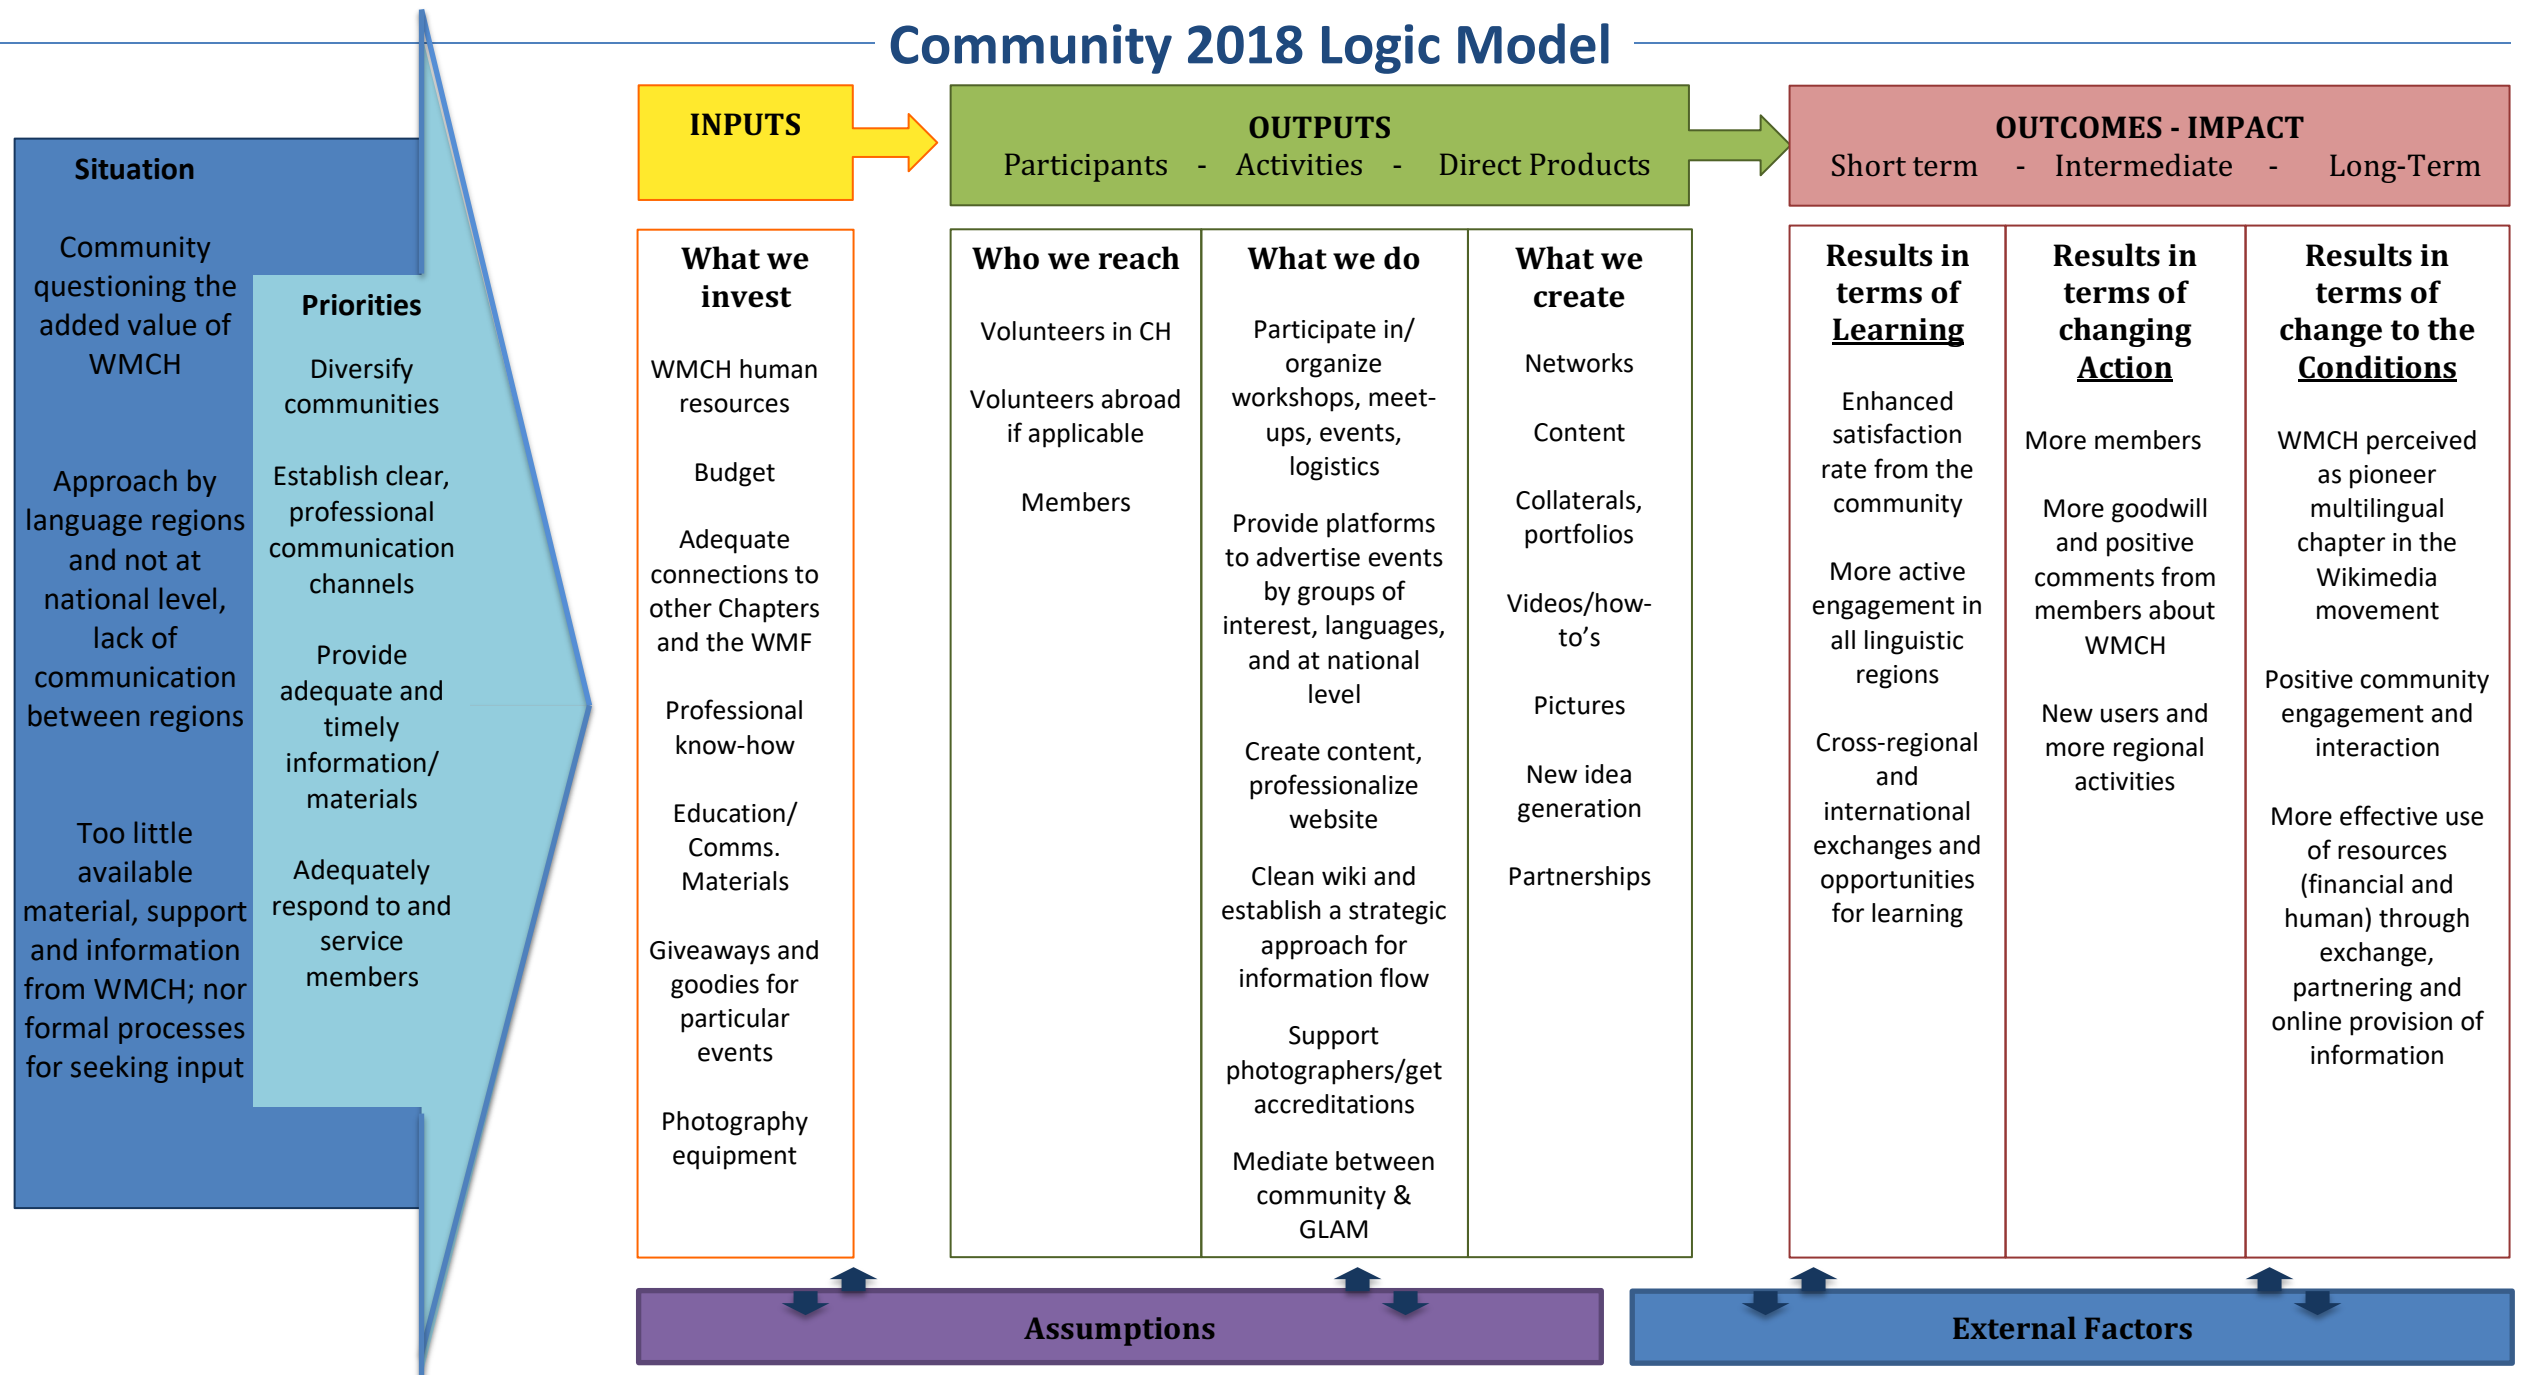 Community 2018 Logic Model
Situation
Community
questioning the
added value of
WMCH
Approach by
language regions
and not at
national level,
lack of
communication
between regions
Too little
available
material, support
and information
from WMCH; nor
formal processes
for seeking input
Priorities
Diversify
communities
Establish clear,
professional
communication
channels
Provide
adequate and
timely
information/
materials
Adequately
respond to and
service
members
INPUTS
What we
invest
WMCH human
resources
Budget
Adequate
connections to
other Chapters
and the WMF
Professional
know-how
Education/
Comms.
Materials
Giveaways and
goodies for
particular
events
Photography
equipment
OUTPUTS
Participants - Activities - Direct Products
Who we reach
Volunteers in CH
Volunteers abroad
if applicable
Members
What we do
Participate in/
organize
workshops, meet-
ups, events,
logistics
Provide platforms
to advertise events
by groups of
interest, languages,
and at national
level
Create content,
professionalize
website
Clean wiki and
establish a strategic
approach for
information flow
Support
photographers/get
accreditations
Mediate between
community &
GLAM
What we
create
Networks
Content
Collaterals,
portfolios
Videos/how-
to’s
Pictures
New idea
generation
Partnerships
OUTCOMES - IMPACT
Short term - Intermediate - Long-Term
Results in
terms of
Learning
Enhanced
satisfaction
rate from the
community
More active
engagement in
all linguistic
regions
Cross-regional
and
international
exchanges and
opportunities
for learning
Results in
terms of
changing
Action
More members
More goodwill
and positive
comments from
members about
WMCH
New users and
more regional
activities
Results in
terms of
change to the
Conditions
WMCH perceived
as pioneer
multilingual
chapter in the
Wikimedia
movement
Positive community
engagement and
interaction
More effective use
of resources
(financial and
human) through
exchange,
partnering and
online provision of
information
Assumptions
External Factors